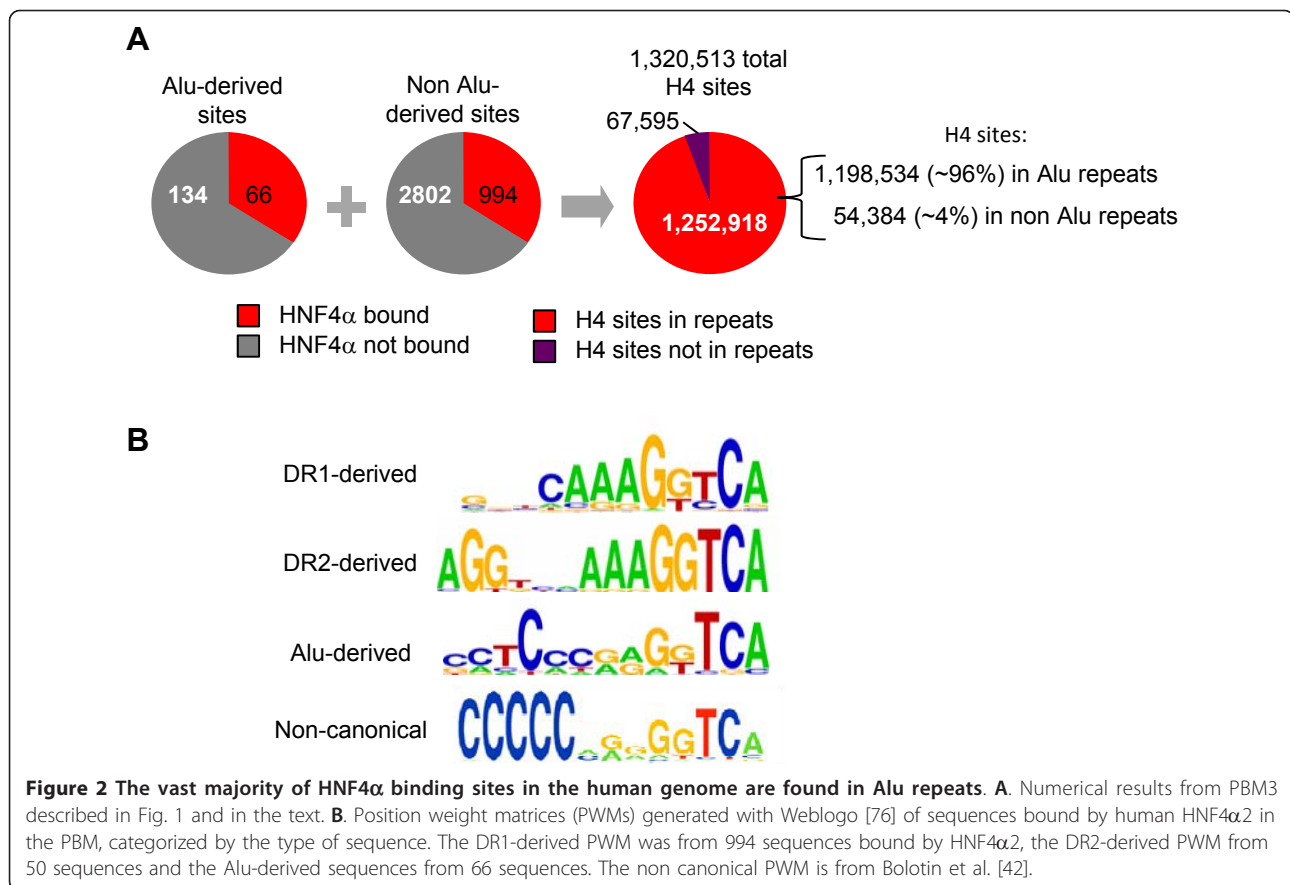 A
Alu-derived
sites
134
66
Non Alu-
derived sites
2802
994
1,320,513 total
H4 sites
67,595
1,252,918
H4 sites:
1,198,534 (~96%) in Alu repeats
54,384 (~4%) in non Alu repeats
HNF4α bound
HNF4α not bound
H4 sites in repeats
H4 sites not in repeats
B
DR1-derived
CAAAGGTCA
DR2-derived
AGGT AAAGGTCA
Alu-derived
CCTCCCGAGGTCA
Non-canonical
CCCCC GGTCA
Figure 2 The vast majority of HNF4α binding sites in the human genome are found in Alu repeats. A. Numerical results from PBM3
described in Fig. 1 and in the text. B. Position weight matrices (PWMs) generated with Weblogo [76] of sequences bound by human HNF4α2 in
the PBM, categorized by the type of sequence. The DR1-derived PWM was from 994 sequences bound by HNF4α2, the DR2-derived PWM from
50 sequences and the Alu-derived sequences from 66 sequences. The non canonical PWM is from Bolotin et al. [42].